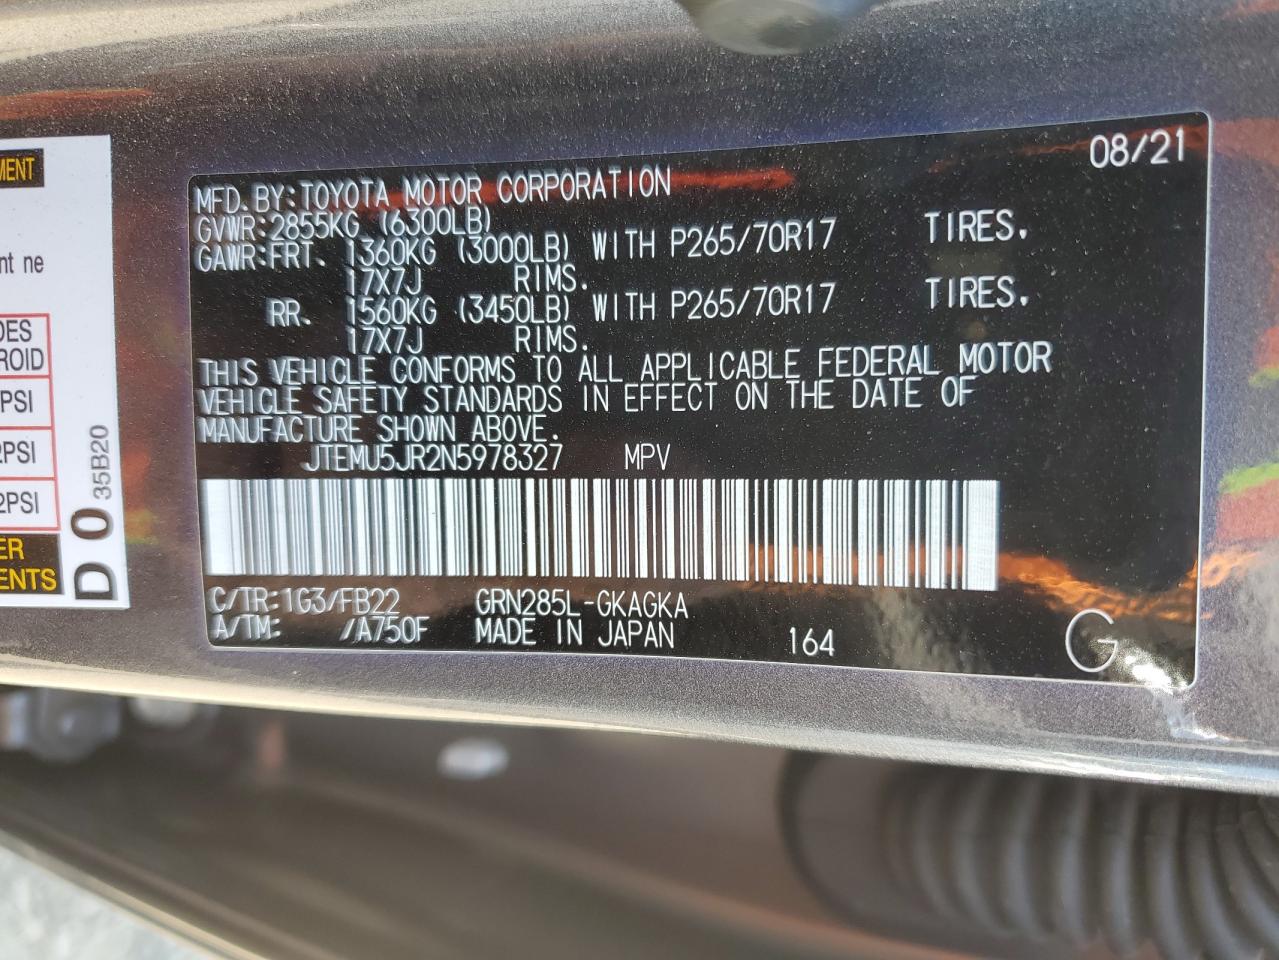 MENT
nt ne
DES
ROID
PSI
2PSI
2PSI
ER
ENTS
D 0 35B20
08/21
MFD. BY: TOYOTA MOTOR CORPORATION
GVWR: 2855KG (6300LB)
GAWR: FRT. 1360KG (3000LB) WITH P265/70R17 TIRES.
17X7J RIMS.
RR. 1560KG (3450LB) WITH P265/70R17 TIRES.
17X7J RIMS.
THIS VEHICLE CONFORMS TO ALL APPLICABLE FEDERAL MOTOR
VEHICLE SAFETY STANDARDS IN EFFECT ON THE DATE OF
MANUFACTURE SHOWN ABOVE.
JTEMU5JR2N5978327 MPV
C/TR: 1G3/FB22 GRN285L-GKAGKA
A/TM: /A750F MADE IN JAPAN 164 G